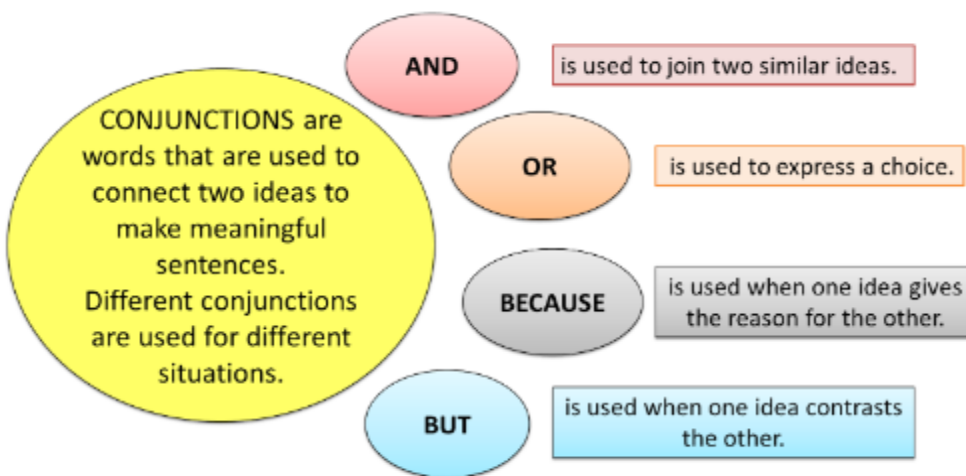 CONJUNCTIONS are
words that are used to
connect two ideas to
make meaningful
sentences.
Different conjunctions
are used for different
situations.
AND
is used to join two similar ideas.
OR
is used to express a choice.
BECAUSE
is used when one idea gives
the reason for the other.
BUT
is used when one idea contrasts
the other.